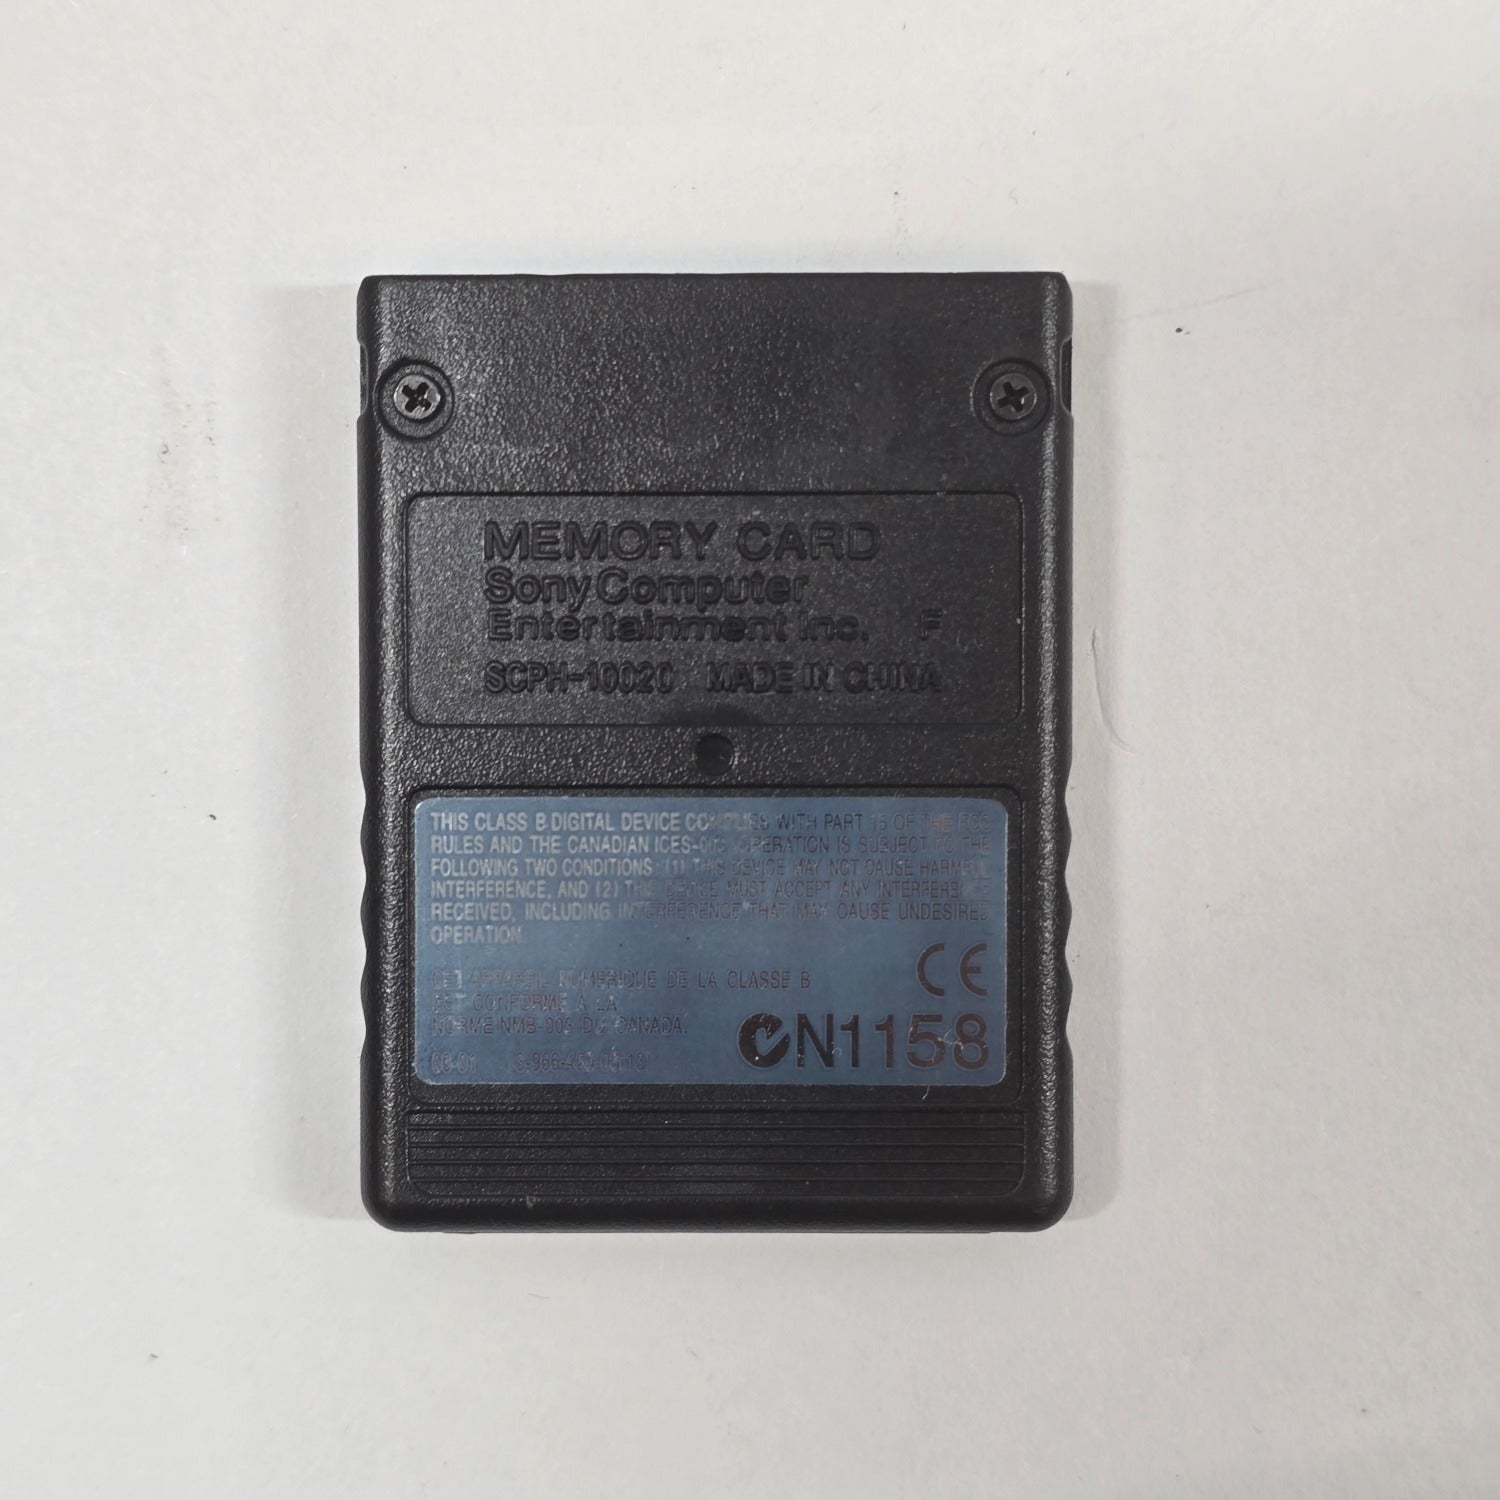 MEMORY CARD
Sony Computer
Entertainment Inc. F
SCPH-10020 MADE IN CHINA
THIS CLASS B DIGITAL DEVICE COMPLIES WITH PART 15 OF THE FCC
RULES AND THE CANADIAN ICES-003. OPERATION IS SUBJECT TO THE
FOLLOWING TWO CONDITIONS: (1) THIS DEVICE MAY NOT CAUSE HARMFUL
INTERFERENCE, AND (2) THIS DEVICE MUST ACCEPT ANY INTERFERENCE
RECEIVED, INCLUDING INTERFERENCE THAT MAY CAUSE UNDESIRED
OPERATION.
CET APPAREIL NUMERIQUE DE LA CLASSE B
EST CONFORME A LA
NORME NMB-003 DU CANADA.
CE
N1158